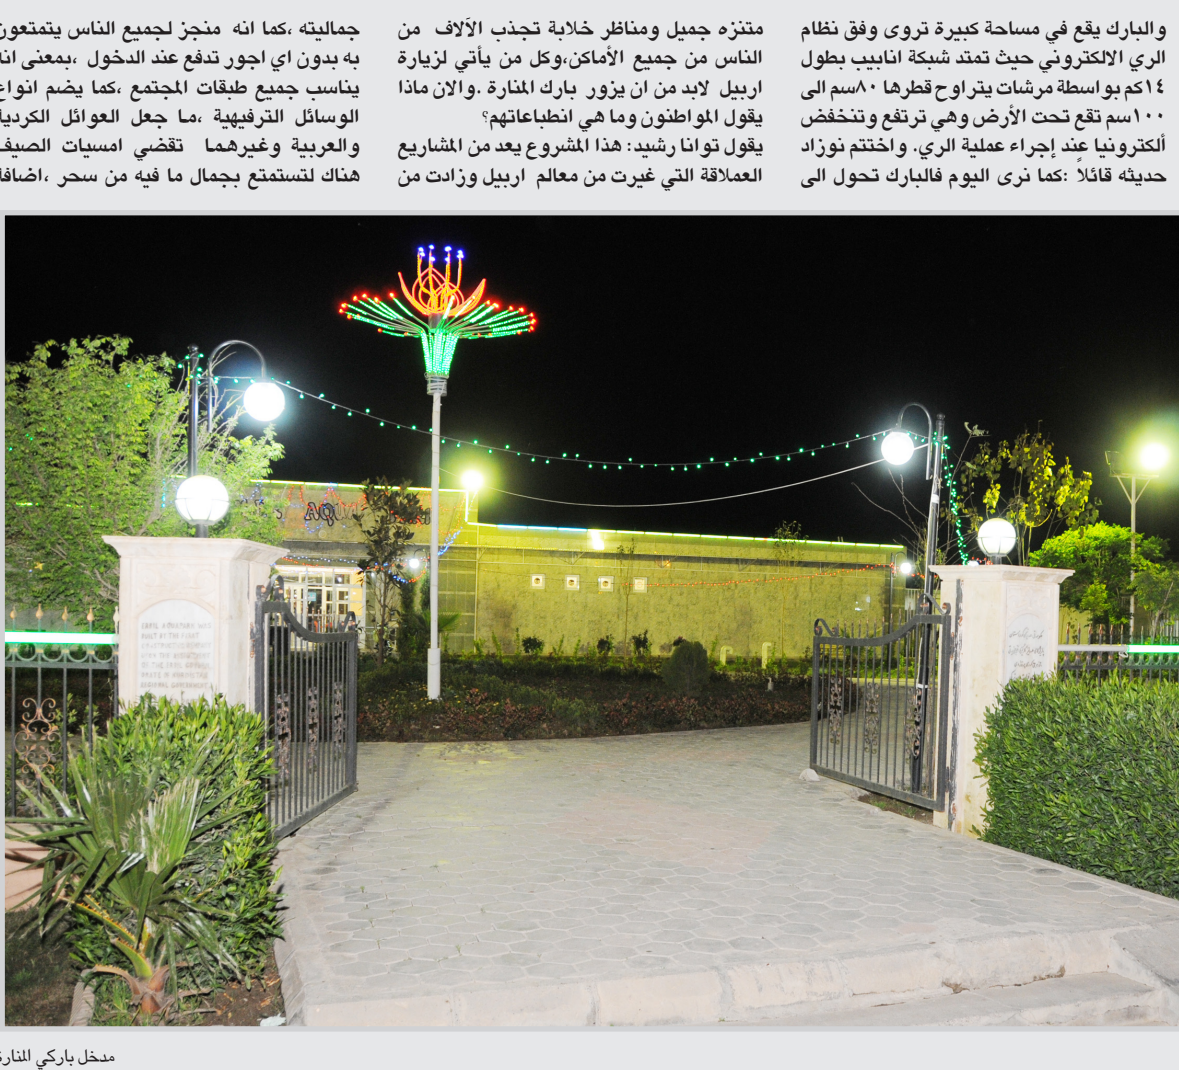 والبارك يقع في مساحة كبيرة تروى وفق نظام
الري الالكتروني حيث تمتد شبكة انابيب بطول
١٤كم بواسطة مرشات يتراوح قطرها ٨٠سم الى
١٠٠سم تقع تحت الأرض وهي ترتفع وتنخفض
ألكترونيا عند إجراء عملية الري. واختتم نوزاد
حديثه قائلاً :كما نرى اليوم فالبارك تحول الى
متنزه جميل ومناظر خلابة تجذب الآلاف من
الناس من جميع الأماكن،وكل من يأتي لزيارة
اربيل لابد من ان يزور بارك المنارة .والان ماذا
يقول المواطنون وما هي انطباعاتهم؟
يقول توانا رشيد: هذا المشروع يعد من المشاريع
العملاقة التي غيرت من معالم اربيل وزادت من
جماليته ،كما انه منجز لجميع الناس يتمتعون
به بدون اي اجور تدفع عند الدخول ،بمعنى انه
يناسب جميع طبقات المجتمع ،كما يضم انواع
الوسائل الترفيهية ،ما جعل العوائل الكردية
والعربية وغيرهما تقضي امسيات الصيف
هناك لتستمتع بجمال ما فيه من سحر ،اضافة
AQU
ERBIL AQUARIUM WAS
BUILT BY THE
مدخل باركي المنارة